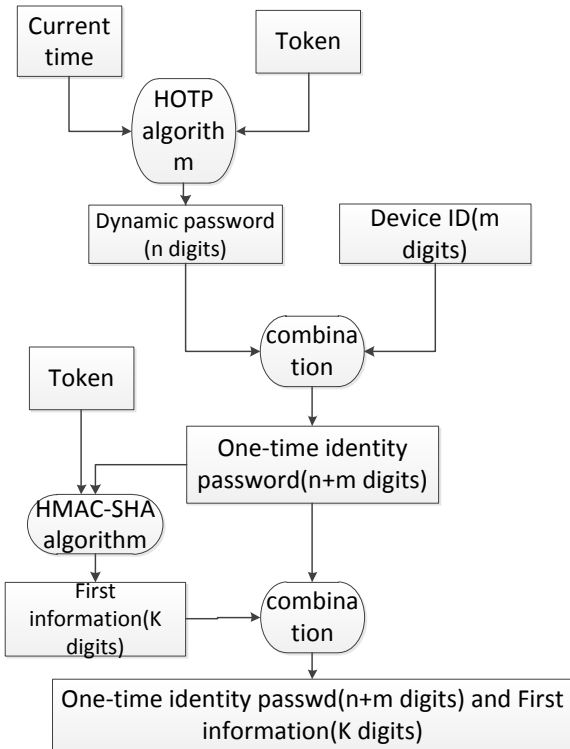 Current
time
Token
HOTP
algorith
m
Dynamic password
(n digits)
Device ID(m
digits)
combina
tion
Token
One-time identity
password(n+m digits)
HMAC-SHA
algorithm
First
information(K
digits)
combina
tion
One-time identity passwd(n+m digits) and First
information(K digits)